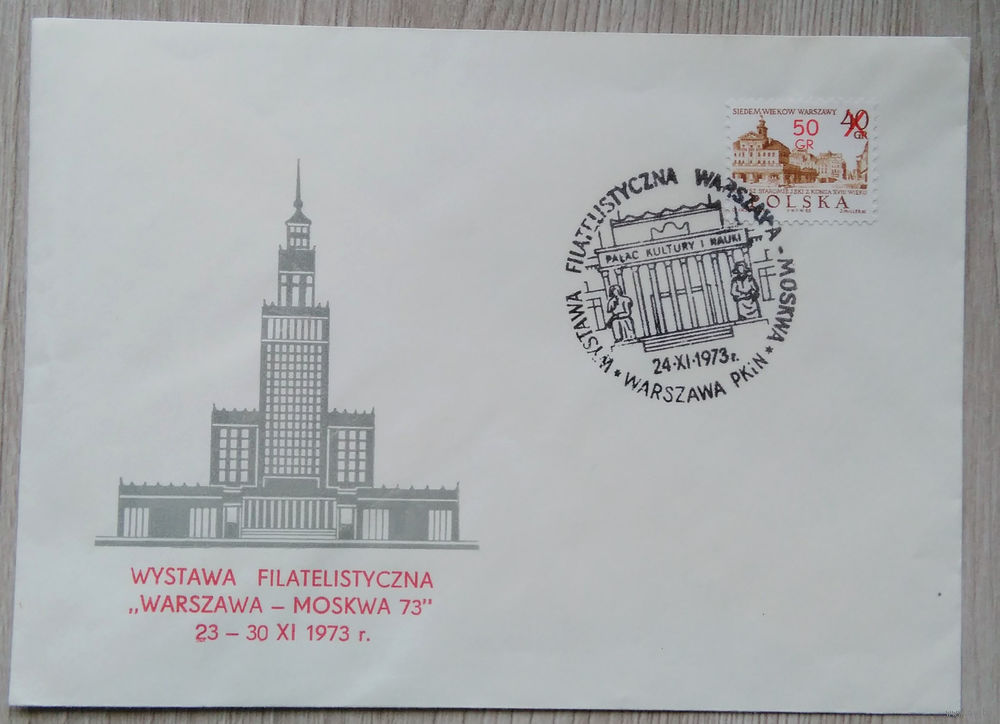 SIEDEM WIEKÓW WARSZAWY
40 GR
50
GR
POLSKA
WYSTAWA FILATELISTYCZNA WARSZAWA - MOSKWA
PAŁAC KULTURY I NAUKI
24·XI·1973r.
* WARSZAWA PKiN *
WYSTAWA FILATELISTYCZNA
„WARSZAWA – MOSKWA 73”
23 – 30 XI 1973 r.